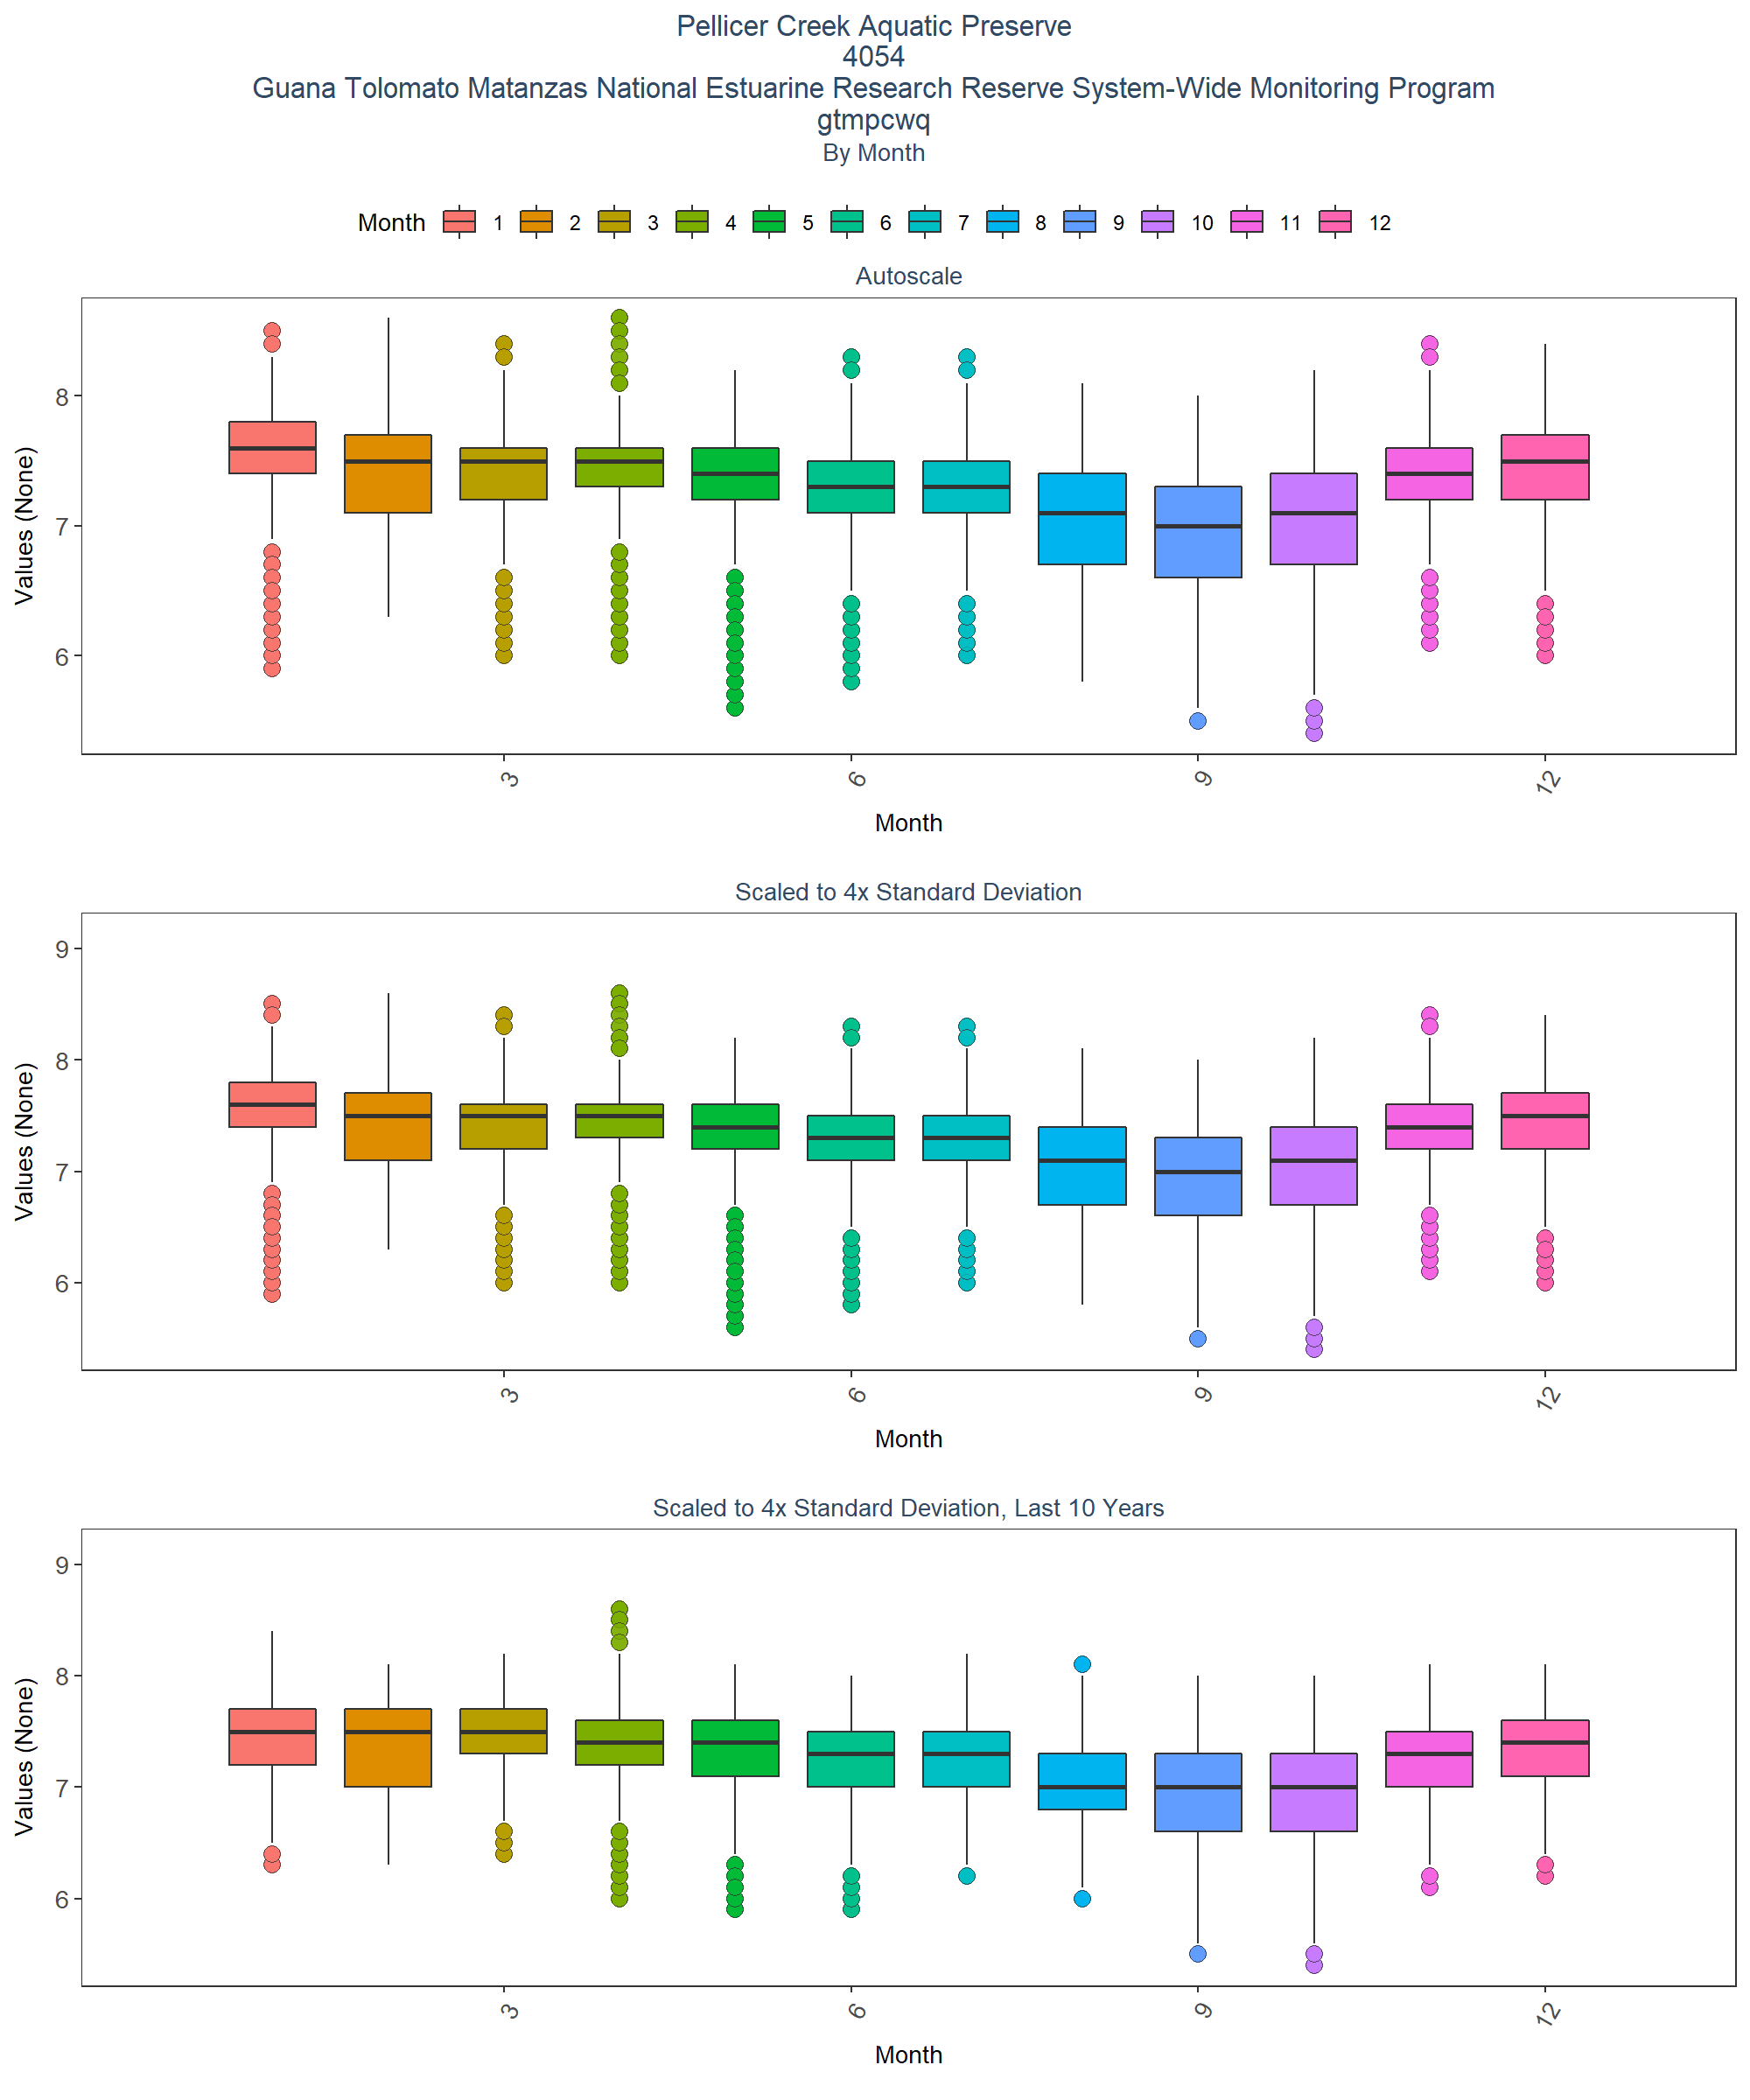 Pellicer Creek Aquatic Preserve
4054
Guana Tolomato Matanzas National Estuarine Research Reserve System-Wide Monitoring Program
gtmpcwq
By Month
Month 1 2 3 4 5 6 7 8 9 10 11 12
Autoscale
8
7
6
Values (None)
3 6 9 12
Month
Scaled to 4x Standard Deviation
9
8
7
6
Values (None)
3 6 9 12
Month
Scaled to 4x Standard Deviation, Last 10 Years
9
8
7
6
Values (None)
3 6 9 12
Month